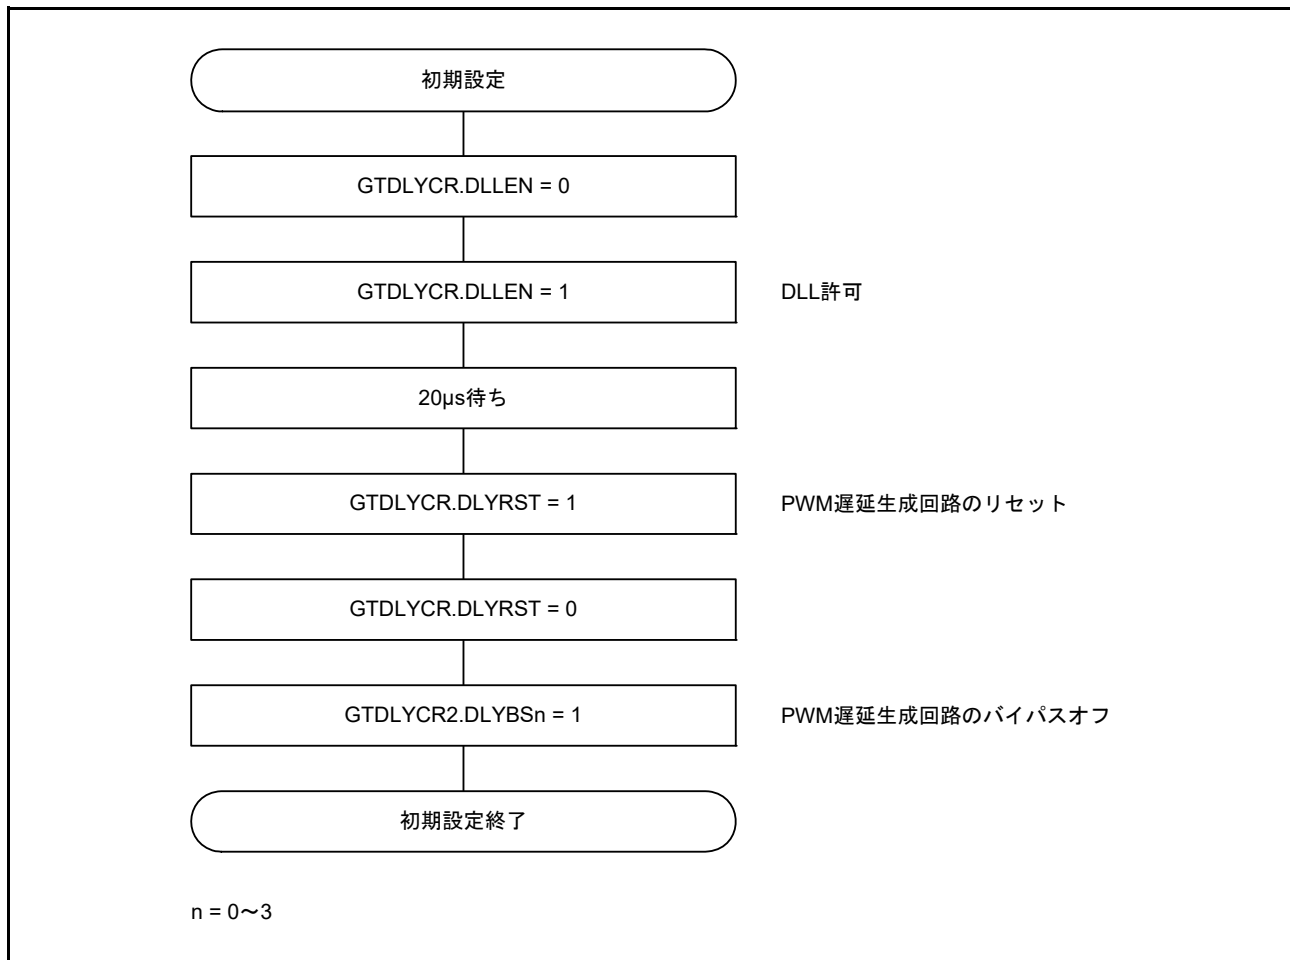 初期設定
GTDLYCR.DLLEN = 0
GTDLYCR.DLLEN = 1
DLL許可
20μs待ち
GTDLYCR.DLYRST = 1
PWM遅延生成回路のリセット
GTDLYCR.DLYRST = 0
GTDLYCR2.DLYBSn = 1
PWM遅延生成回路のバイパスオフ
初期設定終了
n = 0〜3